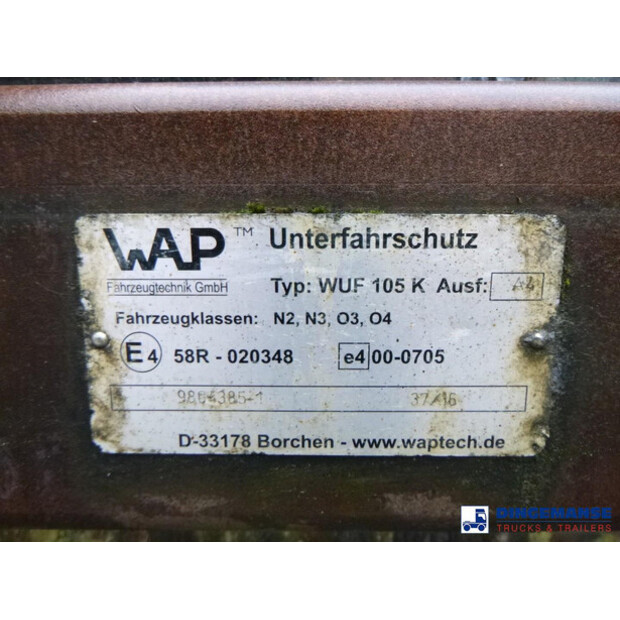 WAP™ Unterfahrschutz
Fahrzeugtechnik GmbH
Typ: WUF 105 K Ausf: A4
Fahrzeugklassen: N2, N3, O3, O4
E4 58R - 020348 e4 00-0705
37/16
D-33178 Borchen - www.waptech.de
TRUCKS & TRAILERS